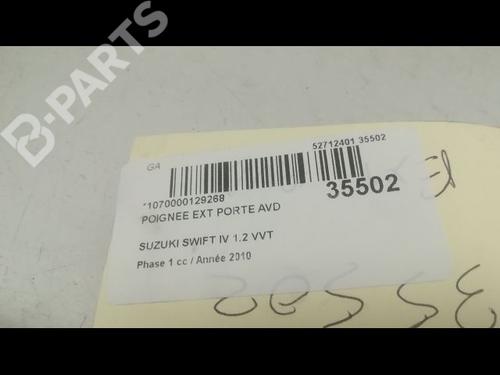 B-PARTS
GA
52712401 35502
*1070000129268
35502
POIGNEE EXT PORTE AVD
SUZUKI SWIFT IV 1.2 VVT
Phase 1 cc / Année 2010